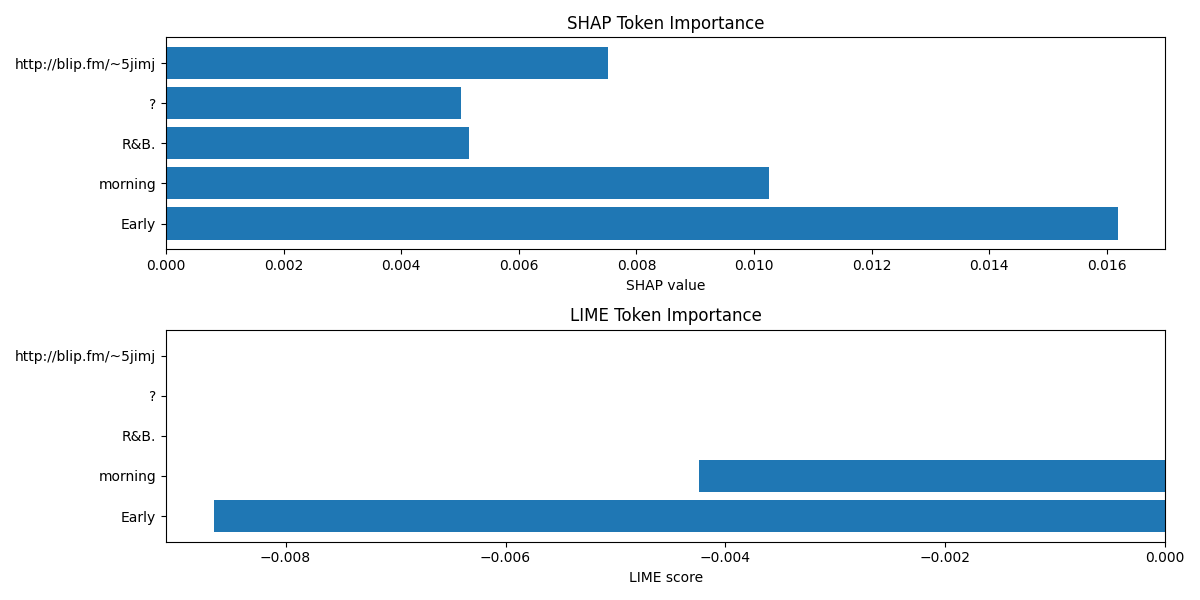 SHAP Token Importance
http://blip.fm/~5jimj
?
R&B.
morning
Early
0.000 0.002 0.004 0.006 0.008 0.010 0.012 0.014 0.016
SHAP value
LIME Token Importance
http://blip.fm/~5jimj
?
R&B.
morning
Early
−0.008 −0.006 −0.004 −0.002 0.000
LIME score